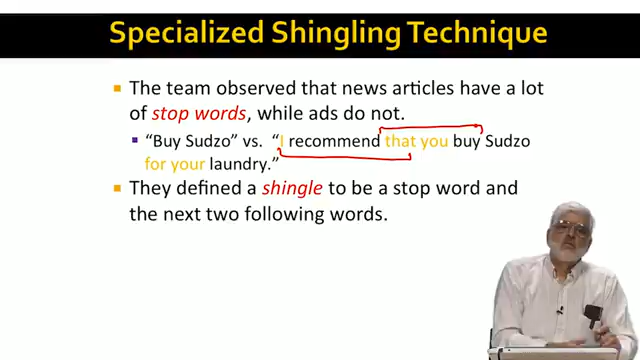 Specialized Shingling Technique
The team observed that news articles have a lot
of stop words, while ads do not.
"Buy Sudzo" vs. "I recommend that you buy Sudzo
for your laundry."
They defined a shingle to be a stop word and
the next two following words.